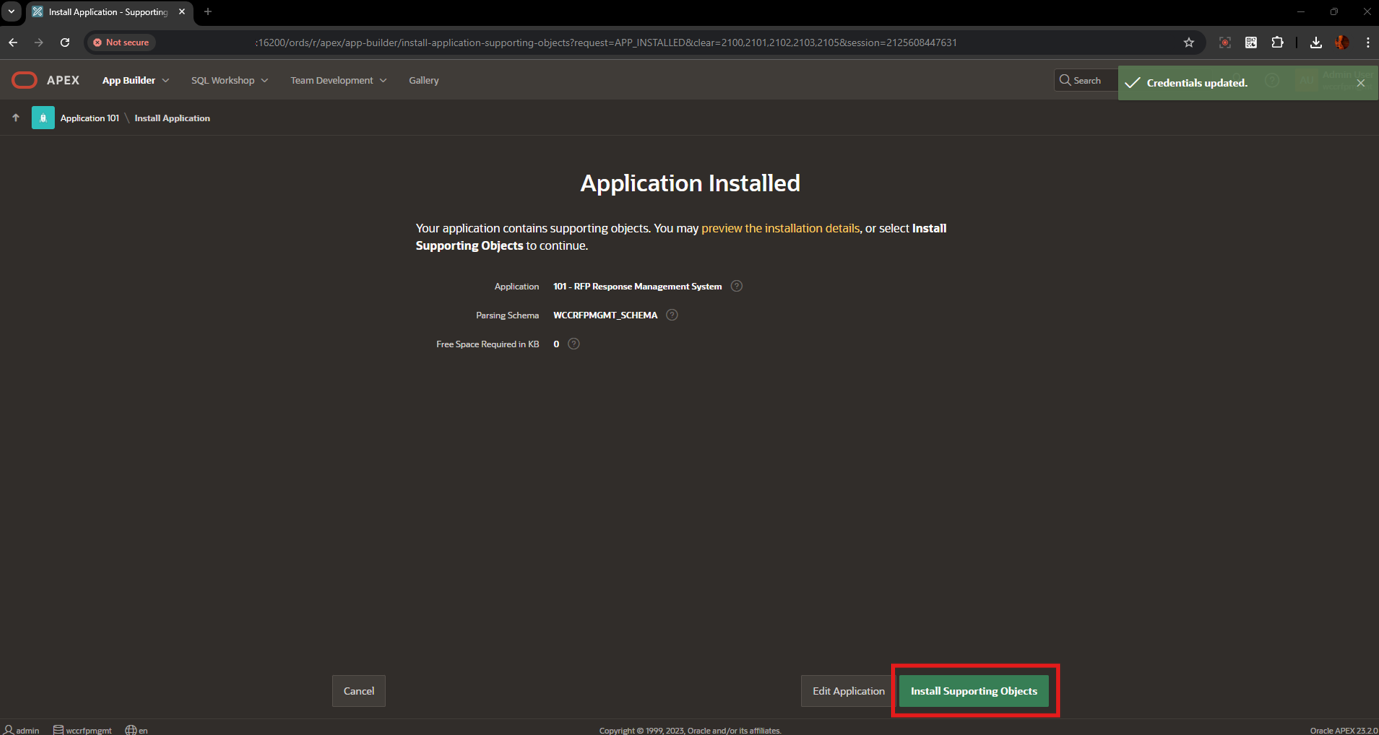 Install Application - Supporting
Not secure
:16200/ords/r/apex/app-builder/install-application-supporting-objects?request=APP_INSTALLED&clear=2100,2101,2102,2103,2105&session=2125608447631
APEX App Builder SQL Workshop Team Development Gallery Search
Credentials updated.
Application 101 \ Install Application
Application Installed
Your application contains supporting objects. You may preview the installation details, or select Install
Supporting Objects to continue.
Application 101 - RFP Response Management System ?
Parsing Schema WCCRFPMGMT_SCHEMA ?
Free Space Required in KB 0 ?
Cancel Edit Application Install Supporting Objects
admin wccrfpmgmt en Copyright © 1999, 2023, Oracle and/or its affiliates. Oracle APEX 23.2.0